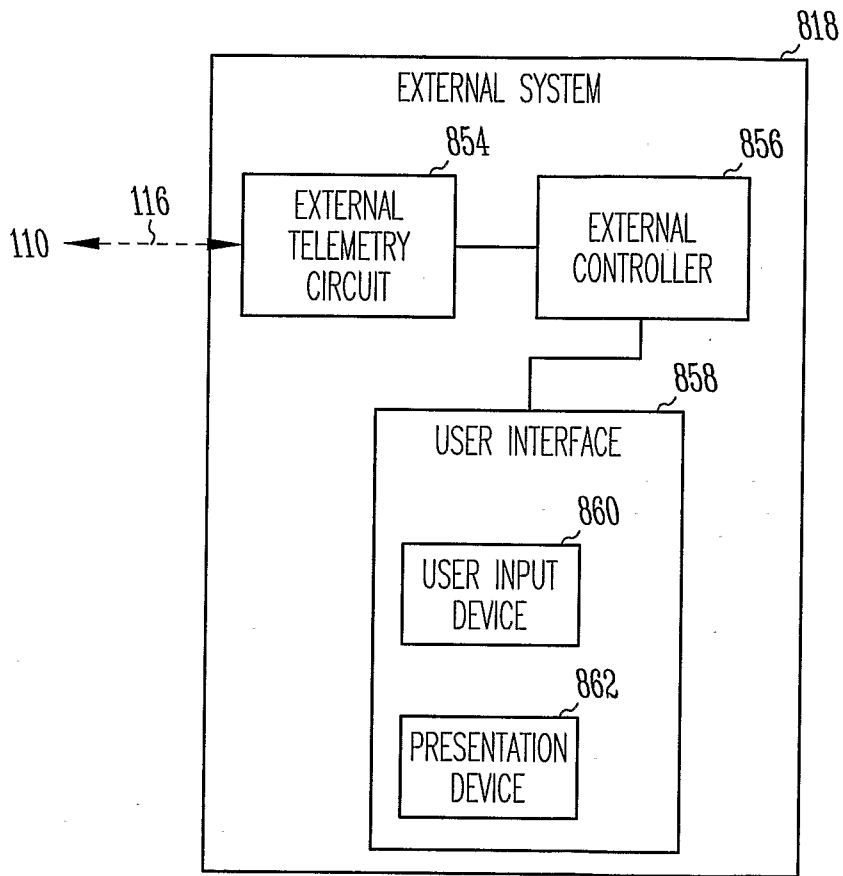 818
EXTERNAL SYSTEM
854
856
116
110
EXTERNAL
TELEMETRY
CIRCUIT
EXTERNAL
CONTROLLER
858
USER INTERFACE
860
USER INPUT
DEVICE
862
PRESENTATION
DEVICE